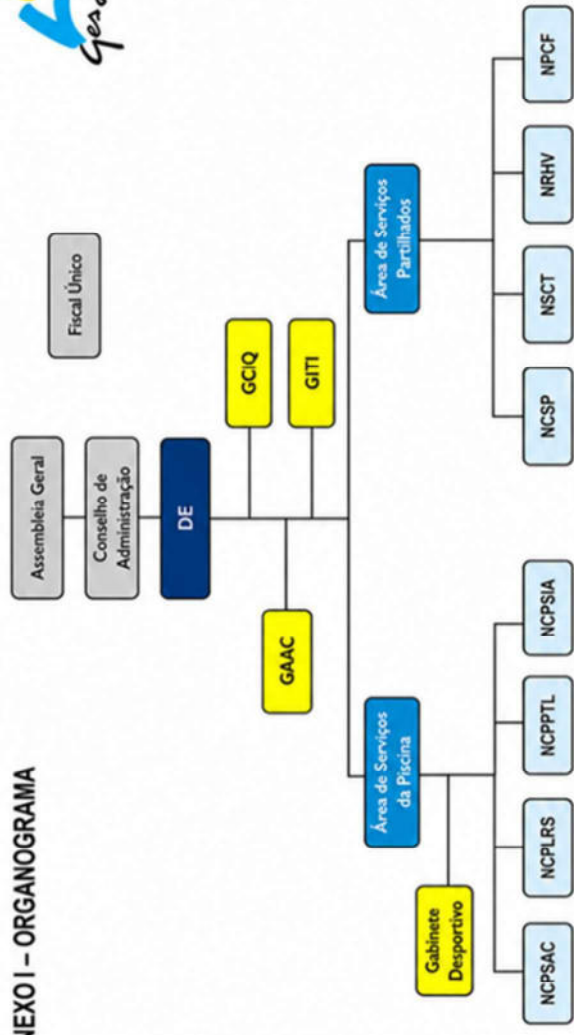 NEXO I – ORGANOGRAMA
Assembleia Geral
Fiscal Único
Conselho de
Administração
DE
GCIQ
GAAC
GITI
Área de Serviços
da Piscina
Área de Serviços
Partilhados
Gabinete
Desportivo
NCPSAC
NCPLRS
NCPPTL
NCPSIA
NCSP
NSCT
NRHV
NPCF